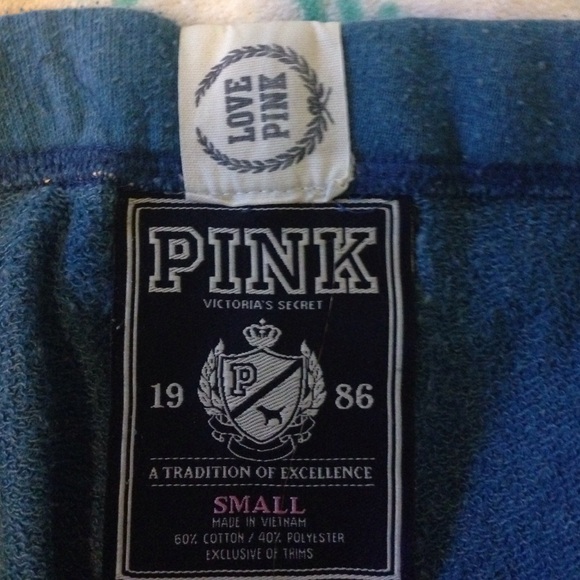 LOVE
PINK
PINK
VICTORIA'S SECRET
P
19 86
A TRADITION OF EXCELLENCE
SMALL
MADE IN VIETNAM
60% COTTON / 40% POLYESTER
EXCLUSIVE OF TRIMS